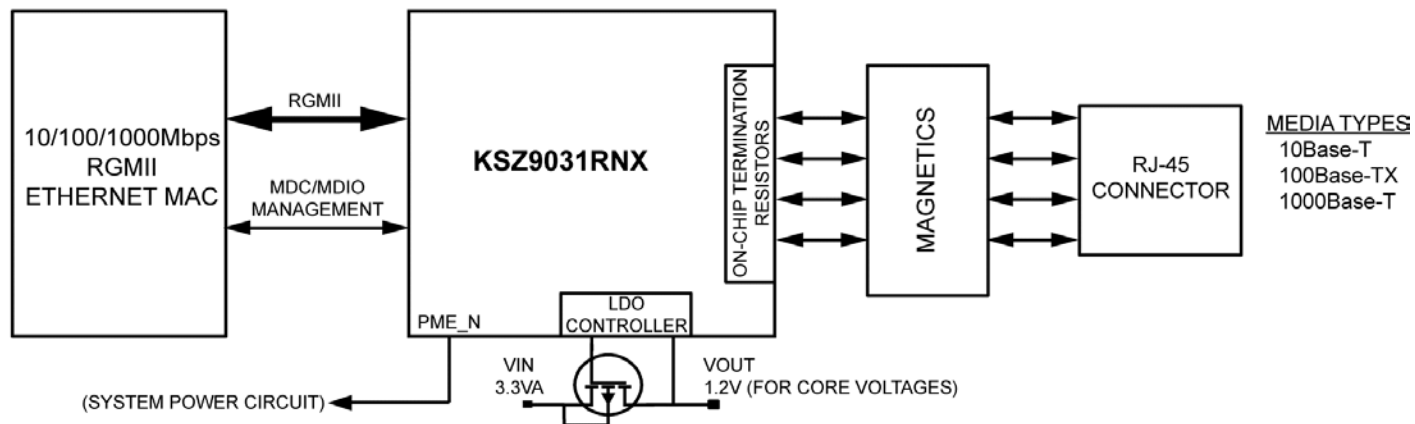 10/100/1000Mbps
RGMII
ETHERNET MAC
RGMII
MDC/MDIO
MANAGEMENT
KSZ9031RNX
ON-CHIP TERMINATION
RESISTORS
PME_N
LDO
CONTROLLER
VIN
3.3VA
VOUT
1.2V (FOR CORE VOLTAGES)
(SYSTEM POWER CIRCUIT)
MAGNETICS
RJ-45
CONNECTOR
MEDIA TYPES:
10Base-T
100Base-TX
1000Base-T